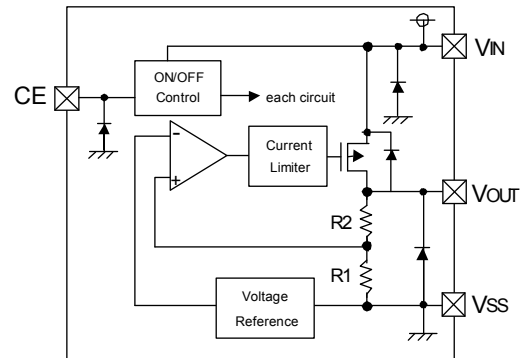 VIN
CE
ON/OFF
Control
each circuit
-
+
Current
Limiter
VOUT
R2
R1
Voltage
Reference
VSS